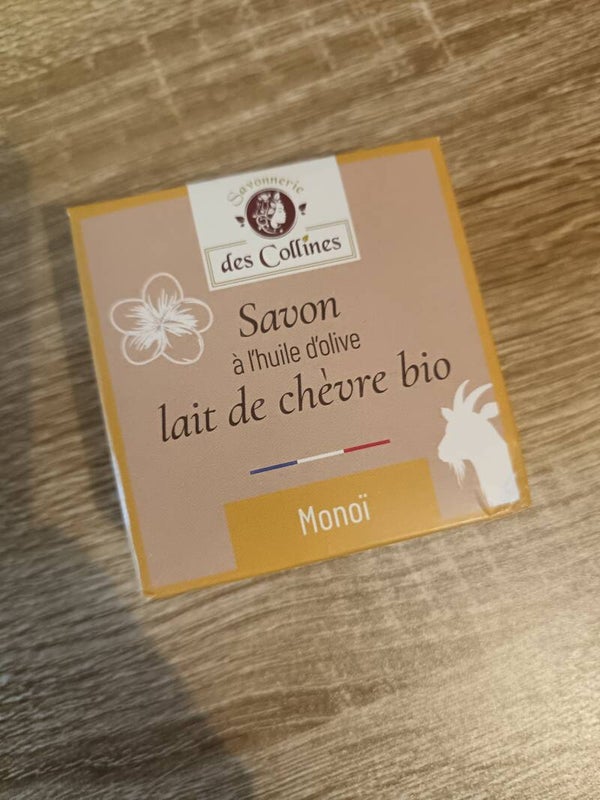 Savonnerie
des Collines
Savon
à l'huile d'olive
lait de chèvre bio
Monoï